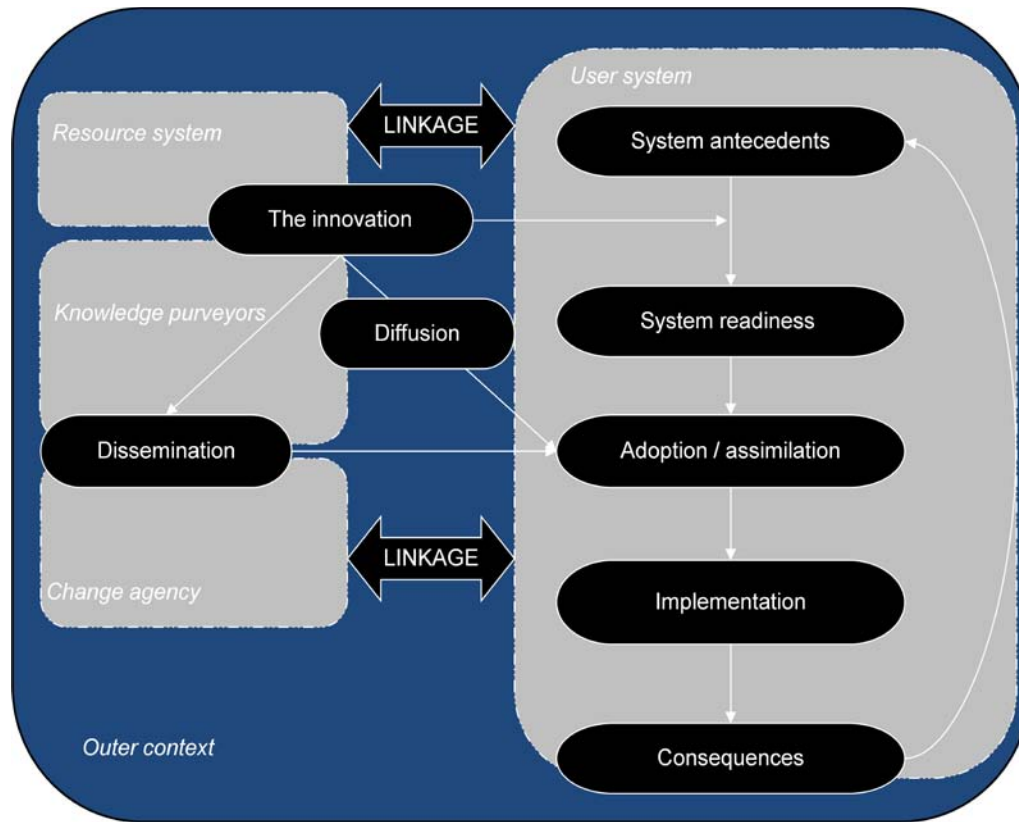 User system
Resource system
LINKAGE
System antecedents
The innovation
Knowledge purveyors
Diffusion
System readiness
Dissemination
Adoption / assimilation
LINKAGE
Change agency
Implementation
Outer context
Consequences